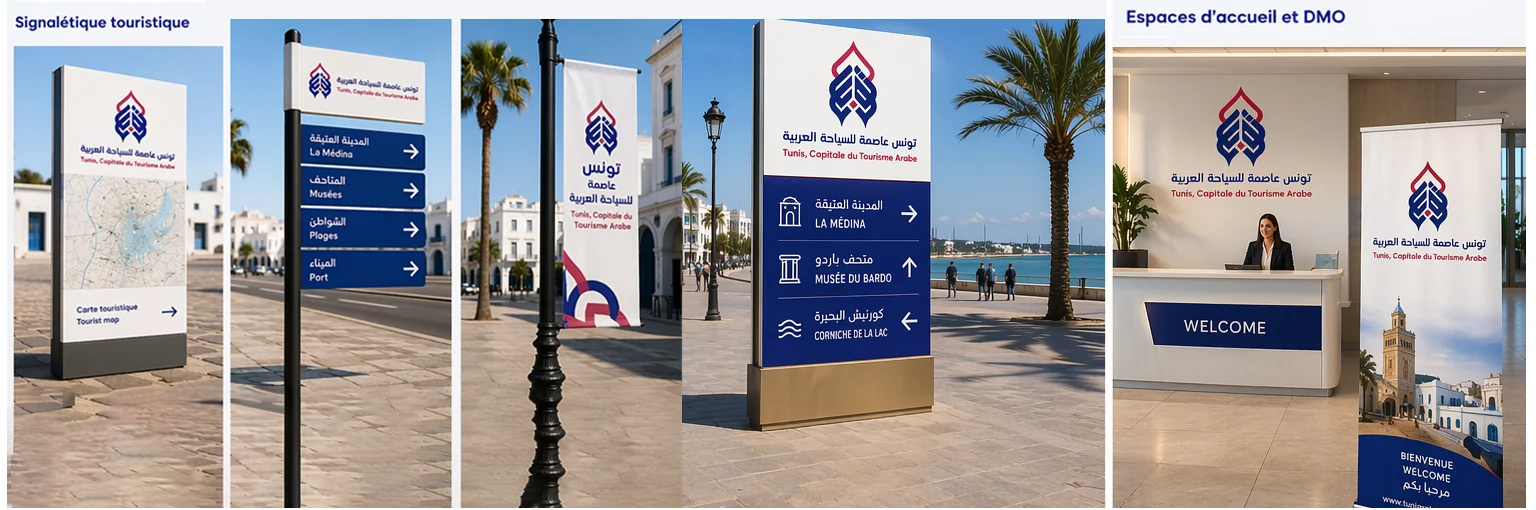 Signalétique touristique
Espaces d'accueil et DMO
تونس عاصمة للسياحة العربية
Tunis, Capitale du Tourisme Arabe
Carte touristique
Tourist map
تونس عاصمة للسياحة العربية
Tunis, Capitale du Tourisme Arabe
المدينة العتيقة
La Médina
المتاحف
Musées
الشواطئ
Plages
الميناء
Port
تونس
عاصمة
للسياحة العربية
Tunis, Capitale du
Tourisme Arabe
تونس عاصمة للسياحة العربية
Tunis, Capitale du Tourisme Arabe
المدينة العتيقة
LA MÉDINA
متحف باردو
MUSÉE DU BARDO
كورنيش البحيرة
CORNICHE DE LA LAC
تونس عاصمة للسياحة العربية
Tunis, Capitale du Tourisme Arabe
WELCOME
تونس عاصمة للسياحة العربية
Tunis, Capitale du Tourisme Arabe
BIENVENUE
WELCOME
مرحبا بكم